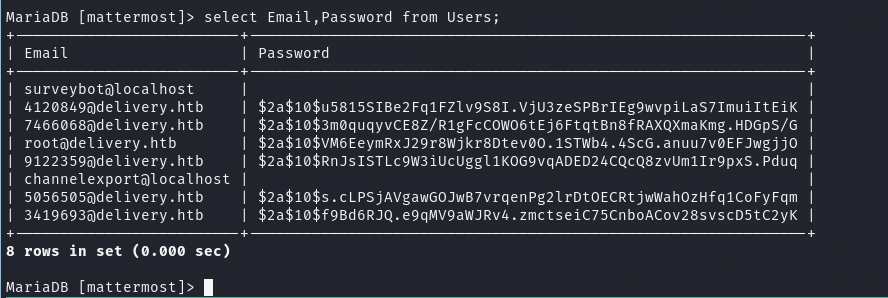 MariaDB [mattermost]> select Email,Password from Users;
+-------------------------+--------------------------------------------------------------+
| Email                   | Password                                                     |
+-------------------------+--------------------------------------------------------------+
| surveybot@localhost     |                                                              |
| 4120849@delivery.htb    | $2a$10$u5815SIBe2Fq1FZlv9S8I.VjU3zeSPBrIEg9wvpiLaS7ImuiItEiK |
| 7466068@delivery.htb    | $2a$10$3m0quqyvCE8Z/R1gFcCOWO6tEj6FtqtBn8fRAXQXmaKmg.HDGpS/G |
| root@delivery.htb       | $2a$10$VM6EeymRxJ29r8Wjkr8Dtev0O.1STWb4.4ScG.anuu7v0EFJwgjjO |
| 9122359@delivery.htb    | $2a$10$RnJsISTLc9W3iUcUggl1KOG9vqADED24CQcQ8zvUm1Ir9pxS.Pduq |
| channelexport@localhost |                                                              |
| 5056505@delivery.htb    | $2a$10$s.cLPSjAVgawGOJwB7vrqenPg2lrDtOECRtjwWahOzHfq1CoFyFqm |
| 3419693@delivery.htb    | $2a$10$f9Bd6RJQ.e9qMV9aWJRv4.zmctseiC75CnboACov28svscD5tC2yK |
+-------------------------+--------------------------------------------------------------+
8 rows in set (0.000 sec)
MariaDB [mattermost]>